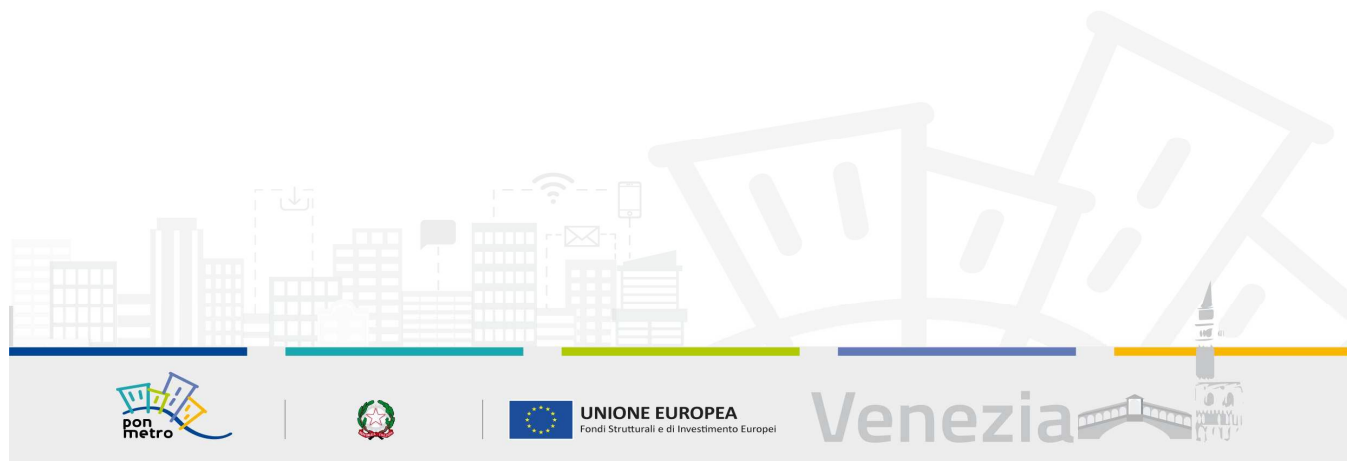 pon
metro
UNIONE EUROPEA
Fondi Strutturali e di Investimento Europei
Venezia